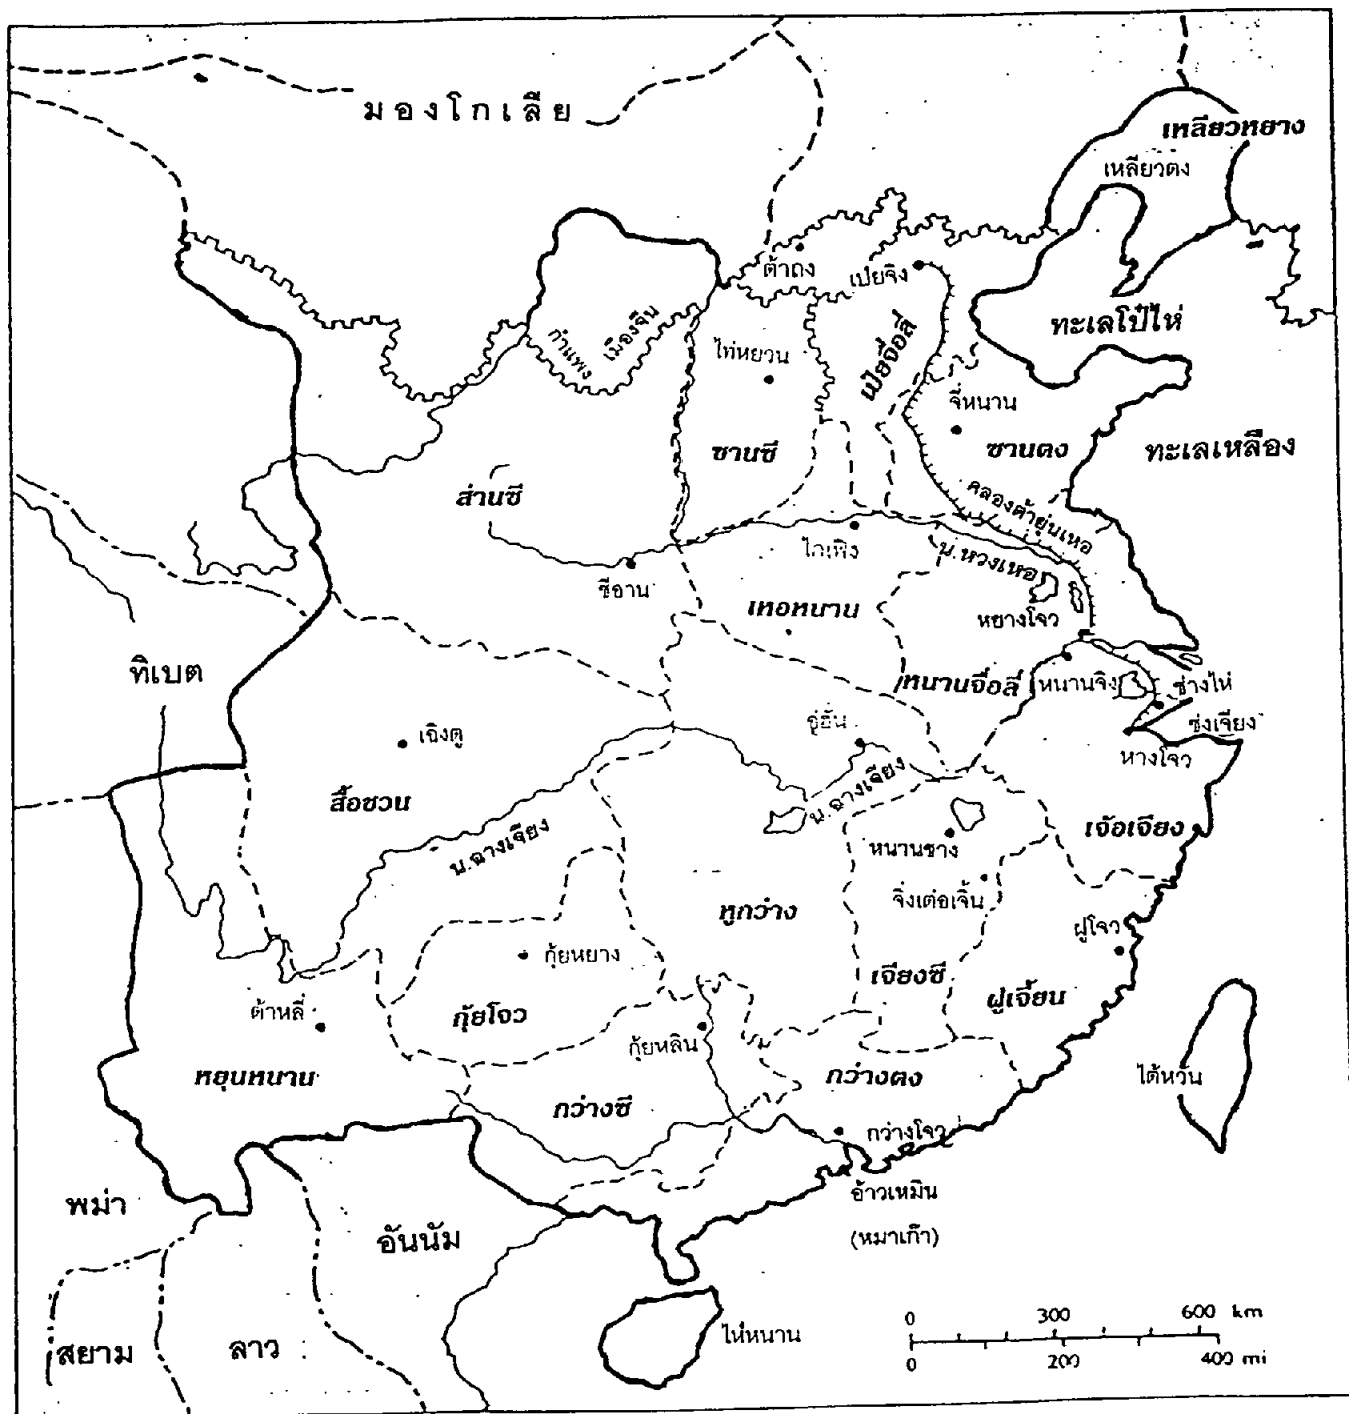 มองโกเลีย
เหลียวหยาง
เหลียวตง
ต้าถง
เป่ยจิง
ทะเลโป๋ไห่
กำแพง
เมืองจีน
ไท่หยวน
เป่ยจื๋อลี่
จี่หนาน
ซานซี
ซานตง
ทะเลเหลือง
ส่านซี
คลองต้ายุ่นเหอ
ไคเฟิง
น.หวงเหอ
ซีอาน
เหอหนาน
หยางโจว
ทิเบต
หนานจื๋อลี่
หนานจิง
ซ่างไห่
ซ่งเจียง
เฉิงตู
อู่ฮั่น
หางโจว
สื้อชวน
น.ฉางเจียง
น.ฉางเจียง
หนานชาง
เจ้อเจียง
จิ่งเต่อเจิ้น
หูกว่าง
ฝูโจว
กุ้ยหยาง
เจียงซี
ฝูเจี้ยน
ต้าหลี่
กุ้ยโจว
กุ้ยหลิน
หยุนหนาน
กว่างตง
ไต้หวัน
กว่างซี
กว่างโจว
พม่า
อ้าวเหมิน
(หมาเก๊า)
อันนัม
สยาม
ลาว
ไห่หนาน
0 300 600 km
0 200 400 mi